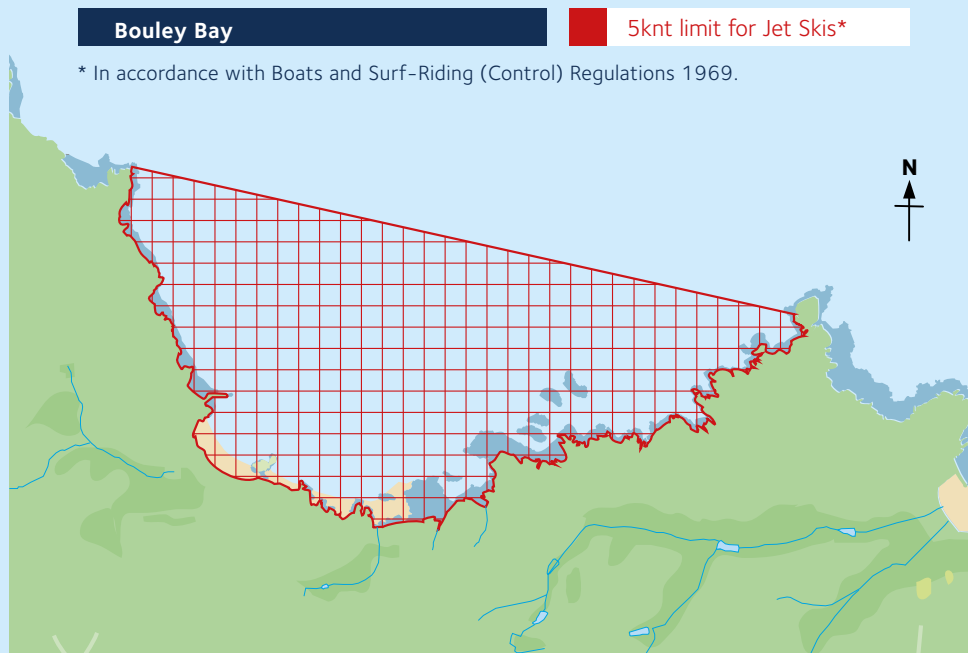 Bouley Bay
5knt limit for Jet Skis*
* In accordance with Boats and Surf-Riding (Control) Regulations 1969.
N